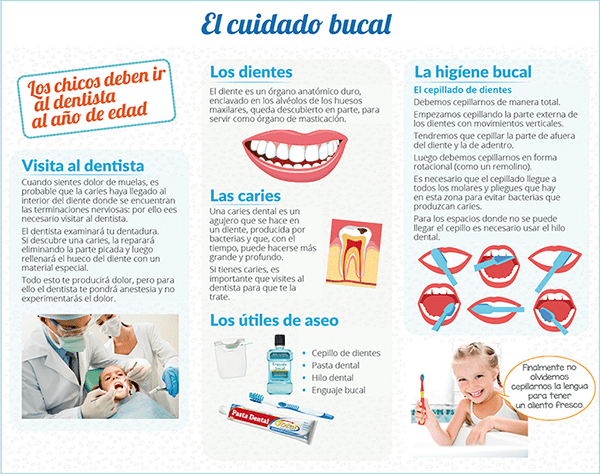 El cuidado bucal
Los chicos deben ir
al dentista
al año de edad
Visita al dentista
Cuando sientes dolor de muelas, es
probable que la caries haya llegado al
interior del diente donde se encuentran
las terminaciones nerviosas; por ello ees
necesario visitar al dentista.
El dentista examinará tu dentadura.
Si descubre una caries, la reparará
eliminando la parte picada y luego
rellenará el hueco del diente con un
material especial.
Todo esto te producirá dolor, pero para
ello el dentista te pondrá anestesia y no
experimentarás el dolor.
Los dientes
El diente es un órgano anatómico duro,
enclavado en los alvéolos de los huesos
maxilares, queda descubierto en parte, para
servir como órgano de masticación.
Las caries
Una caries dental es un
agujero que se hace en
un diente, producida por
bacterias y que, con el
tiempo, puede hacerse más
grande y profundo.
Si tienes caries, es
importante que visites al
dentista para que te la
trate.
Los útiles de aseo
• Cepillo de dientes
• Pasta dental
• Hilo dental
• Enguaje bucal
Enguaje
bucal
Pasta Dental
La higíene bucal
El cepillado de dientes
Debemos cepillarnos de manera total.
Empezamos cepillando la parte externa de
los dientes con movimientos verticales.
Tendremos que cepillar la parte de afuera
del diente y la de adentro.
Luego debemos cepillarnos en forma
rotacional (como un remolino).
Es necesario que el cepillado llegue a
todos los molares y pliegues que hay
en esta zona para evitar bacterias que
produzcan caries.
Para los espacios donde no se puede
llegar el cepillo es necesario usar el hilo
dental.
Finalmente no
olvidemos
cepillarnos la lengua
para tener
un aliento fresco